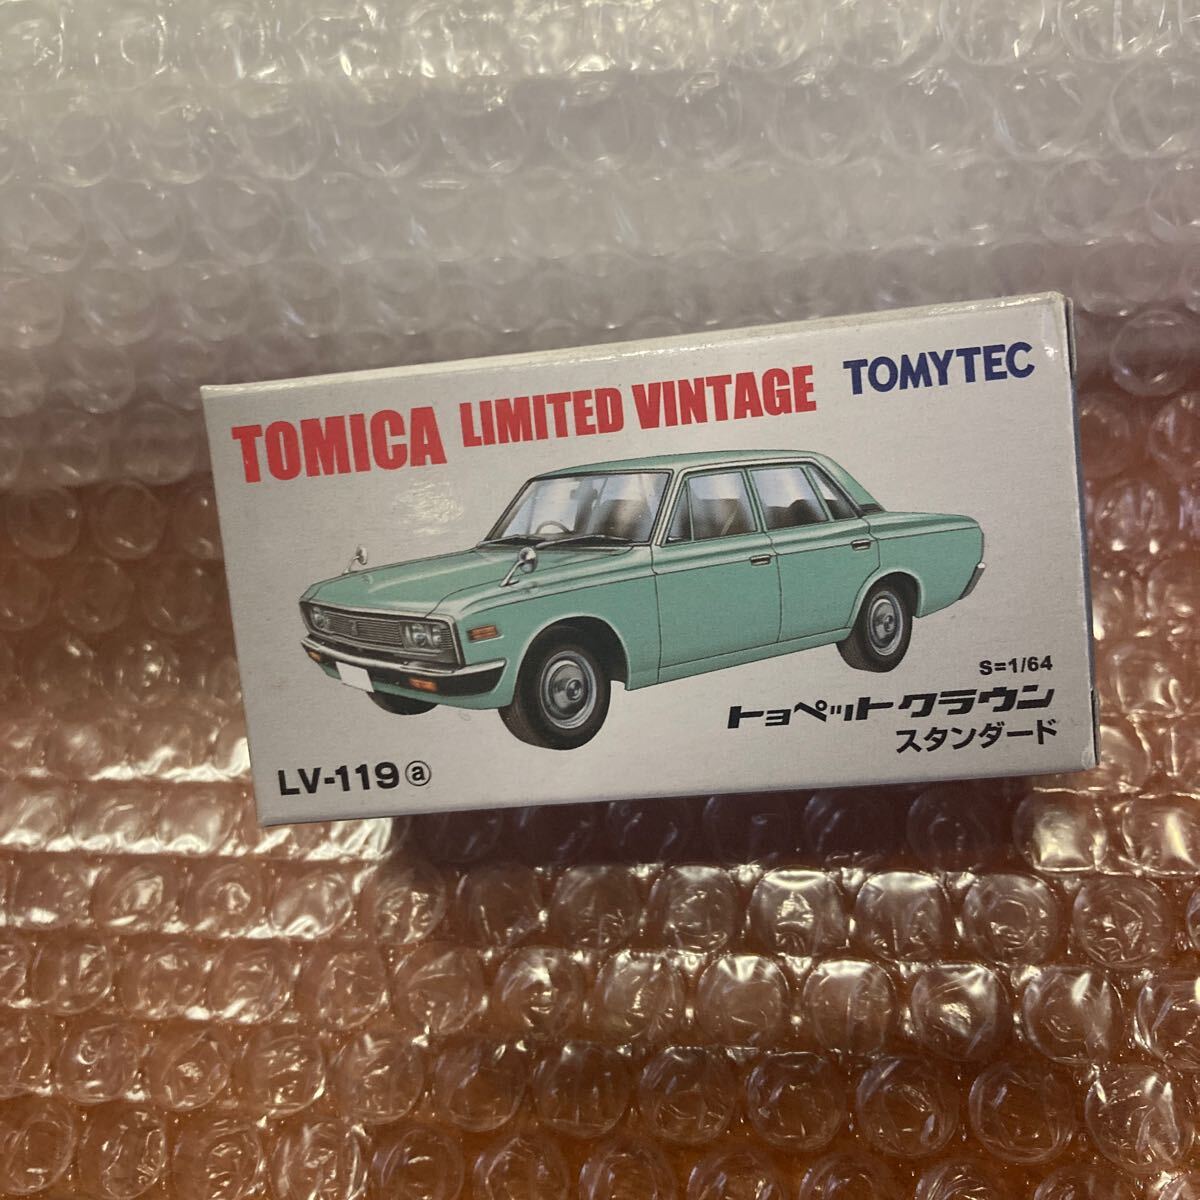 TOMICA LIMITED VINTAGE TOMYTEC
S=1/64
トヨペットクラウン
スタンダード
LV-119ⓐ